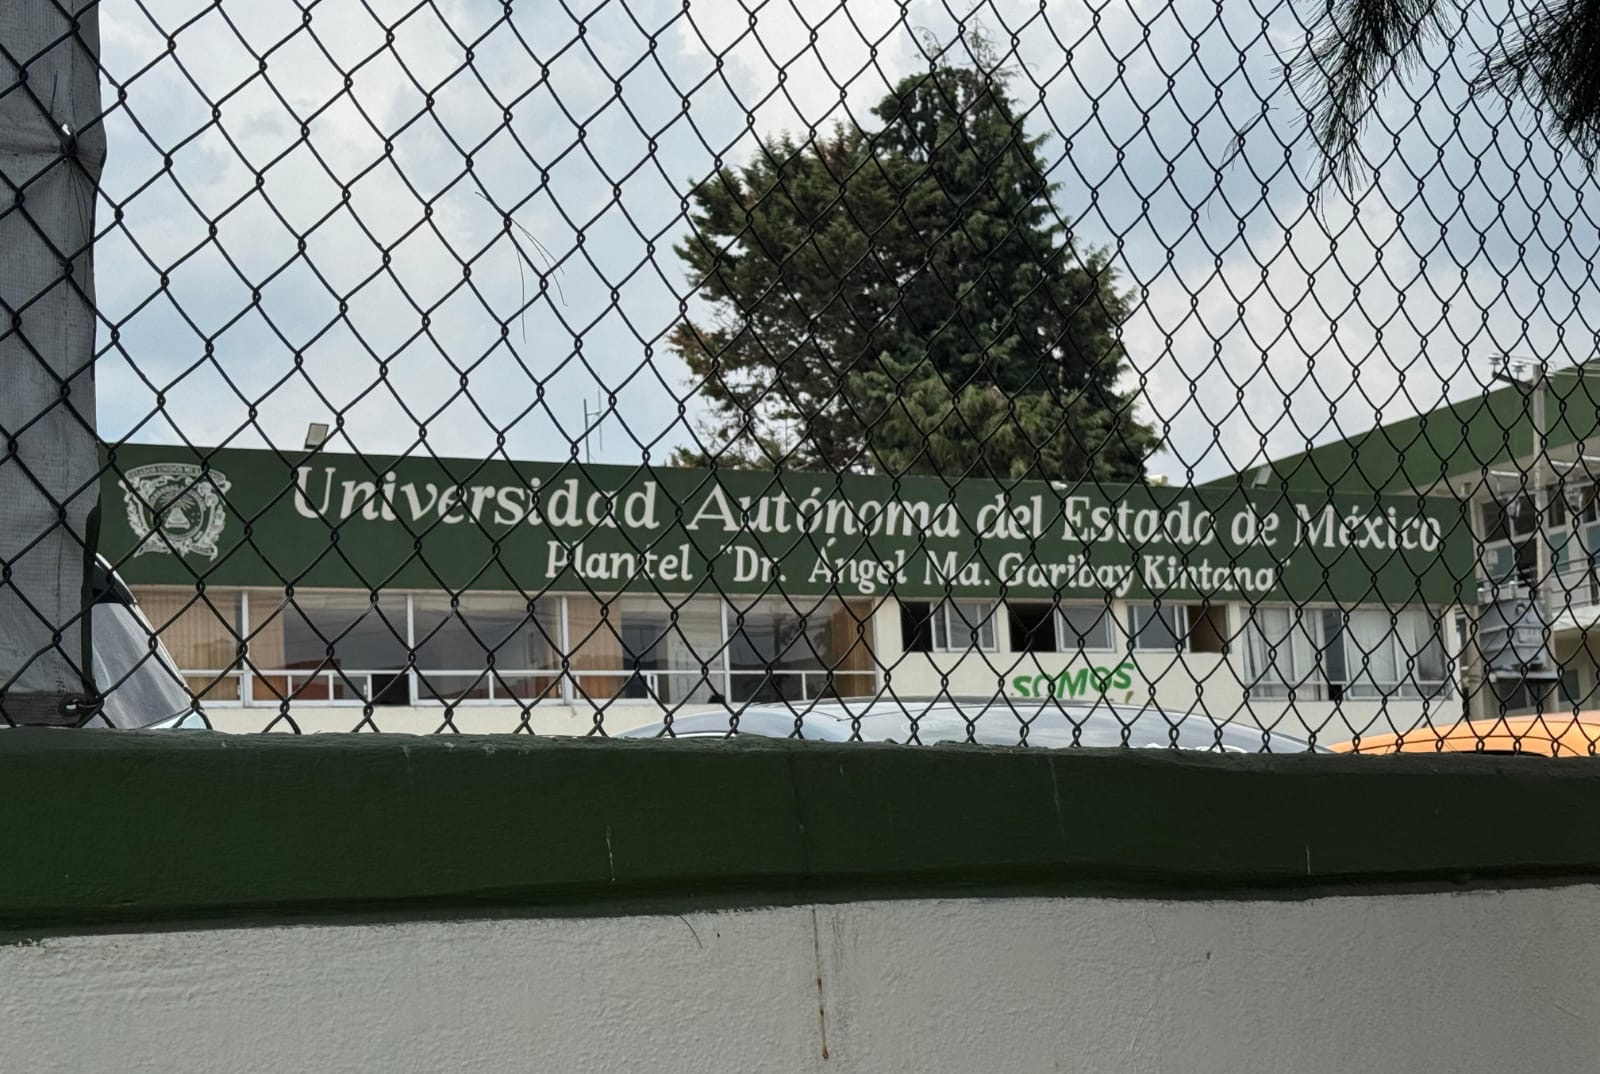 Universidad Autónoma del Estado de México
Plantel "Dr. Ángel Ma. Garibay Kintana"
SOMOS